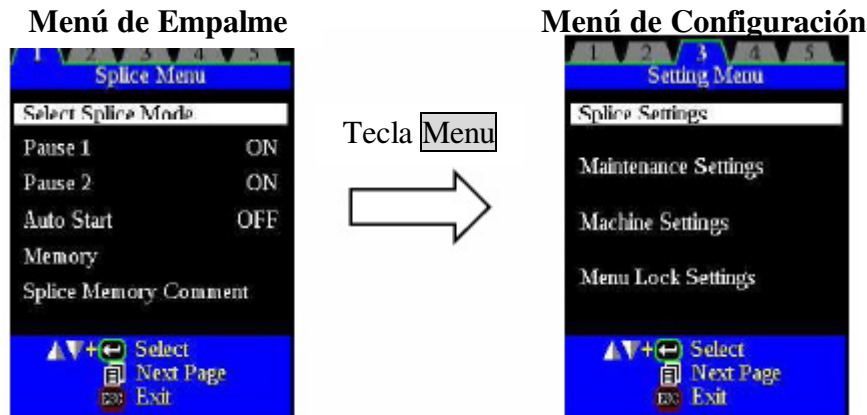 Menú de Empalme
1 2 3 4 5
Splice Menu
Select Splice Mode
Pause 1 ON
Pause 2 ON
Auto Start OFF
Memory
Splice Memory Comment
+ Select
Next Page
ESC Exit
Tecla Menu
Menú de Configuración
1 2 3 4 5
Setting Menu
Splice Settings
Maintenance Settings
Machine Settings
Menu Lock Settings
+ Select
Next Page
ESC Exit